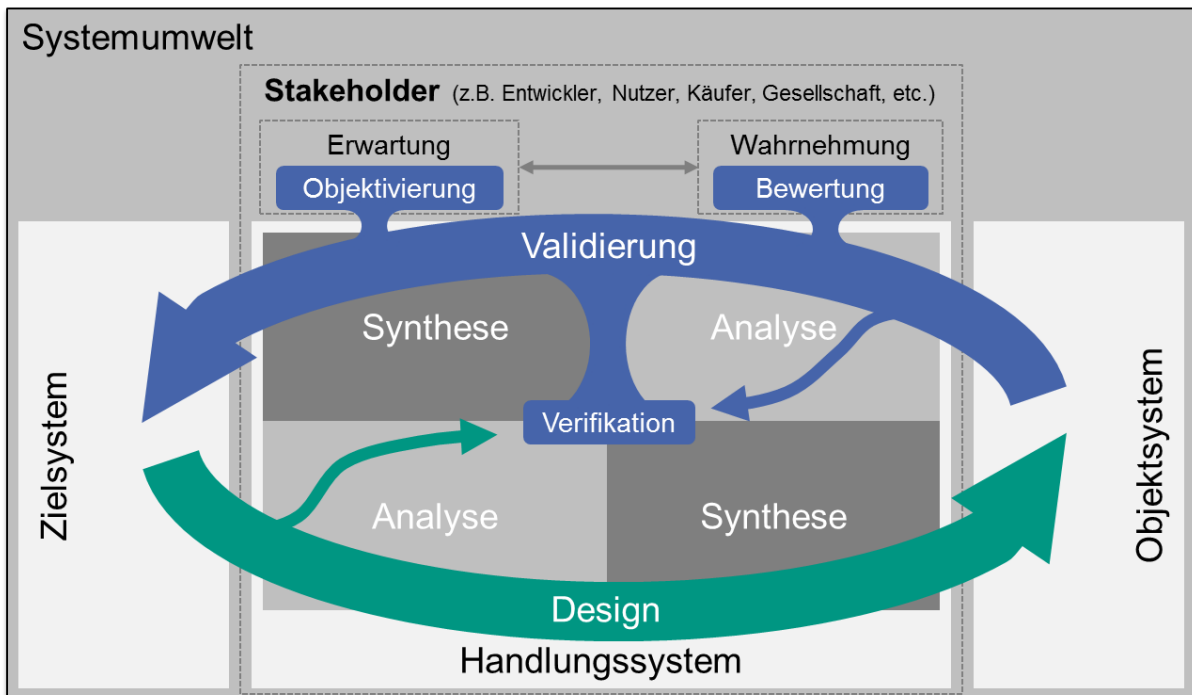 Systemumwelt
Stakeholder (z.B. Entwickler, Nutzer, Käufer, Gesellschaft, etc.)
Erwartung
Wahrnehmung
Objektivierung
Bewertung
Validierung
Synthese
Analyse
Verifikation
Zielsystem
Objektsystem
Analyse
Synthese
Design
Handlungssystem